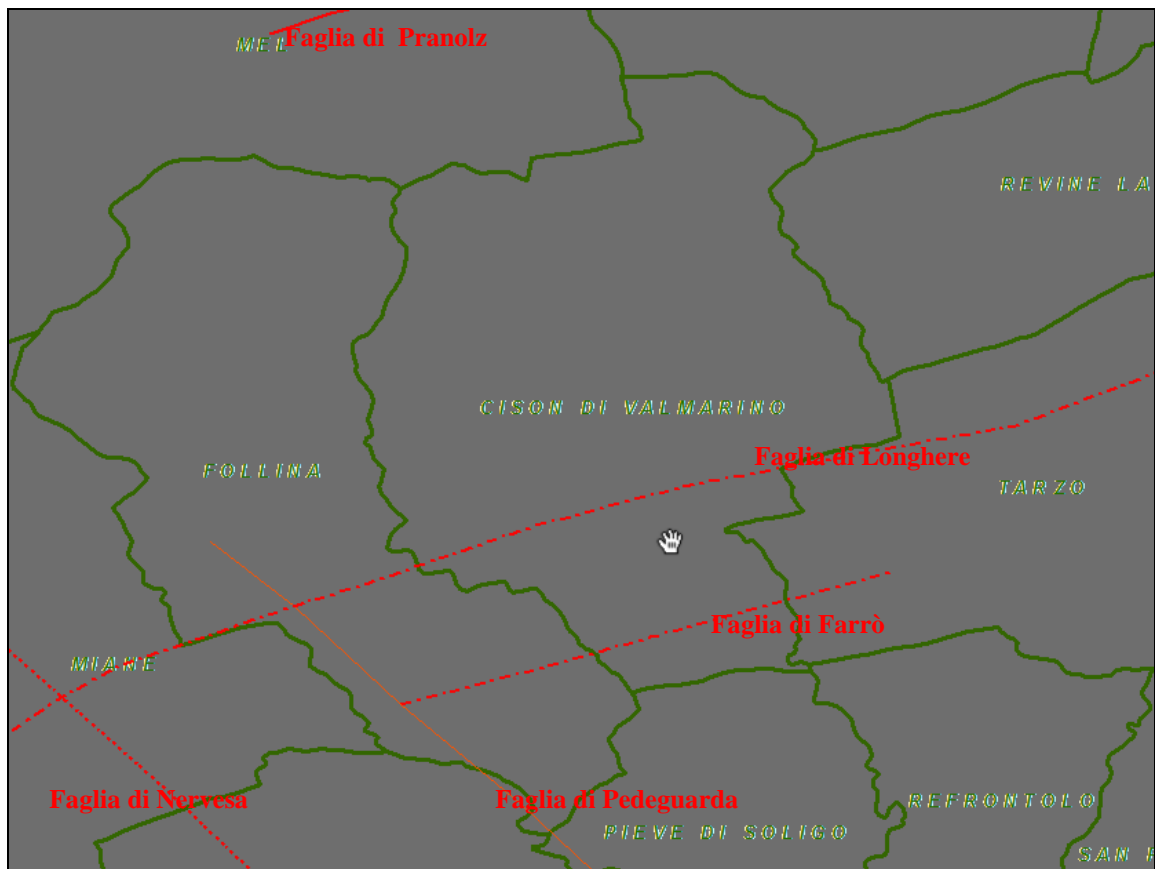 MEL
Faglia di Pranolz
REVINE LA
CISON DI VALMARINO
Faglia di Longhere
FOLLINA
TARZO
Faglia di Farrò
MIANE
Faglia di Nervesa
Faglia di Pedeguarda
REFRONTOLO
PIEVE DI SOLIGO
SAN